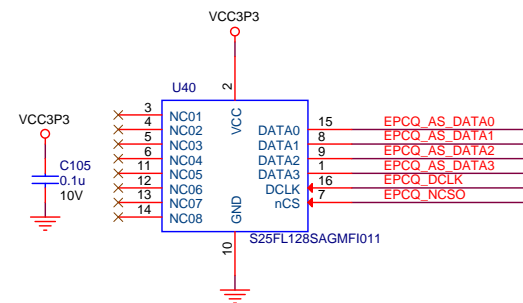 VCC3P3
U40
2
VCC
VCC3P3
C105
0.1u
10V
3 NC01
4 NC02
5 NC03
6 NC04
11 NC05
12 NC06
13 NC07
14 NC08
DATA0 15 EPCQ_AS_DATA0
DATA1 8 EPCQ_AS_DATA1
DATA2 9 EPCQ_AS_DATA2
DATA3 1 EPCQ_AS_DATA3
DCLK 16 EPCQ_DCLK
nCS 7 EPCQ_NCSO
GND
10
S25FL128SAGMFI011